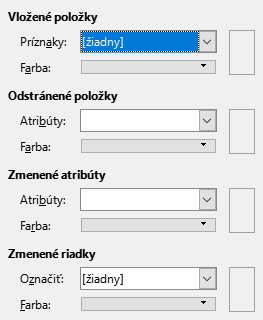 Vložené položky
Príznaky: [žiadny]
Farba:
Odstránené položky
Atribúty:
Farba:
Zmenené atribúty
Atribúty:
Farba:
Zmenené riadky
Označiť: [žiadny]
Farba: